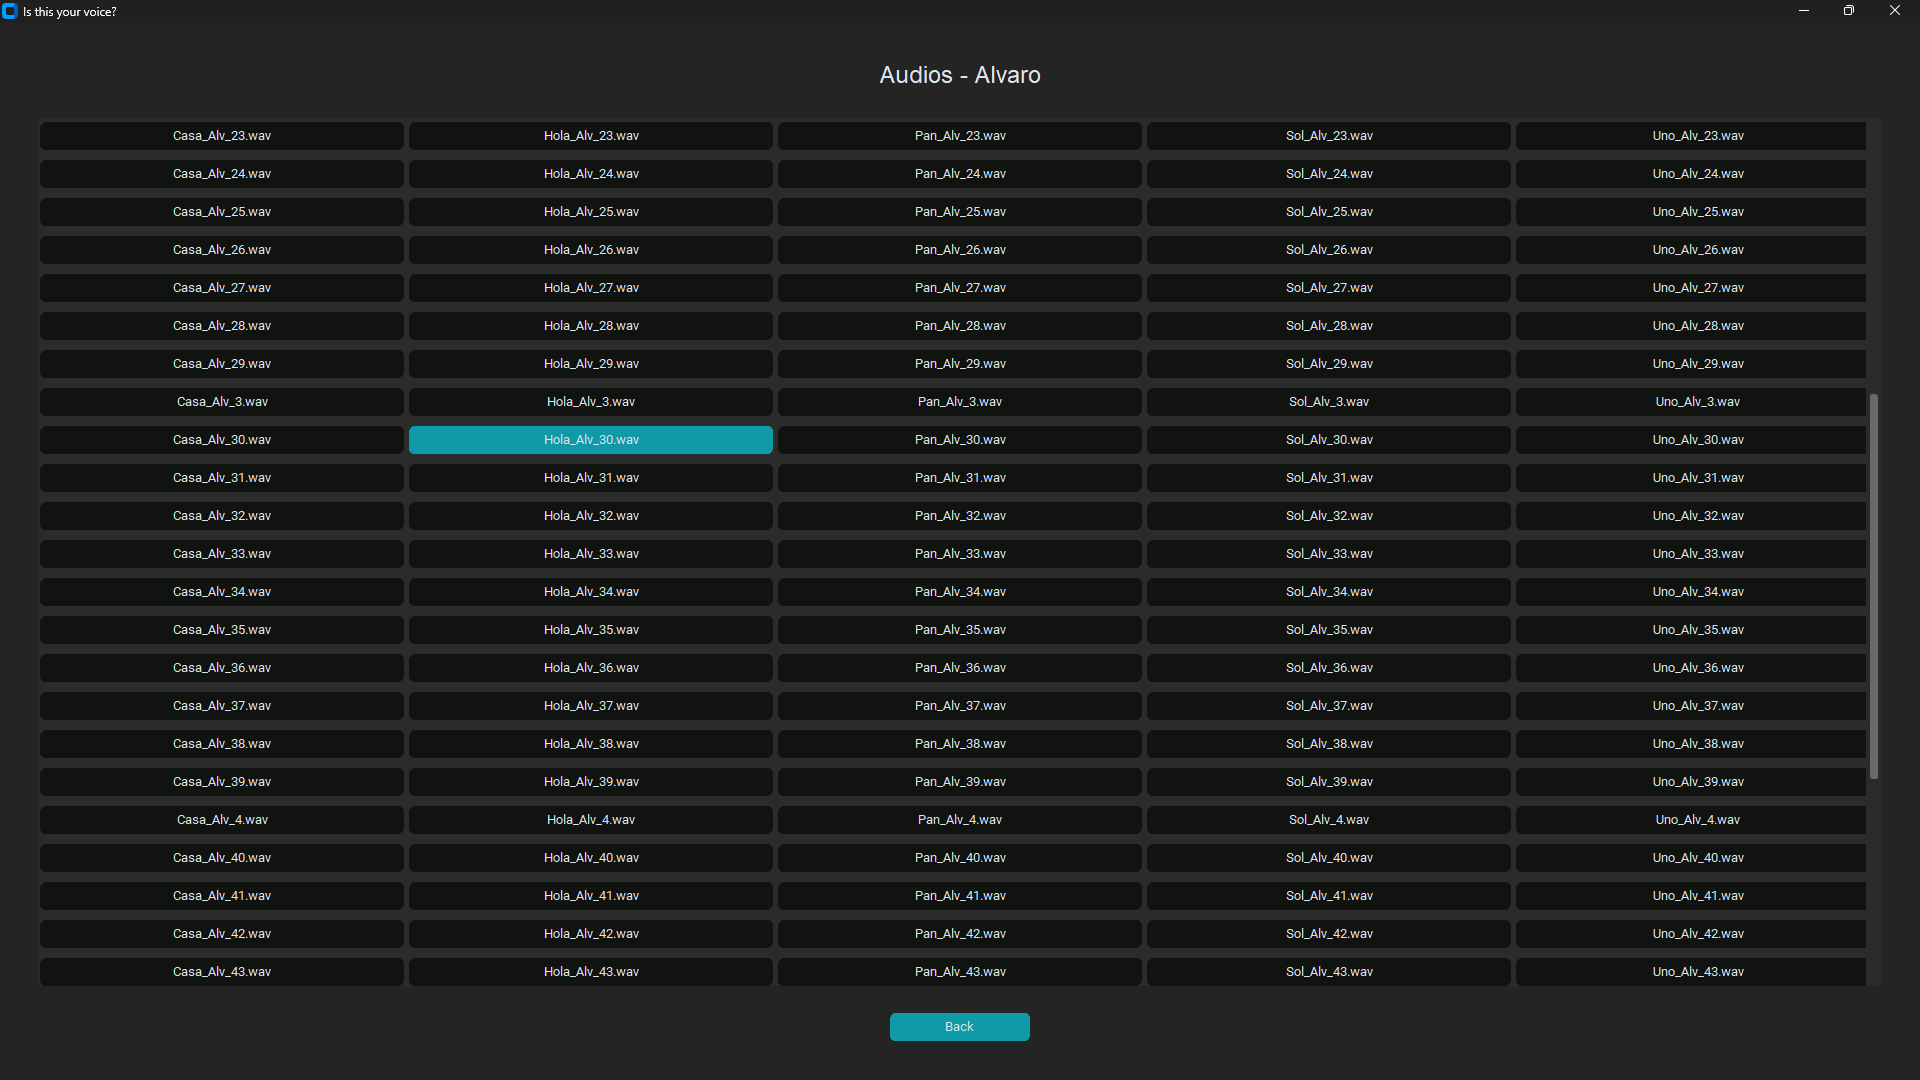 Is this your voice?
Audios - Alvaro
Casa_Alv_23.wav Hola_Alv_23.wav Pan_Alv_23.wav Sol_Alv_23.wav Uno_Alv_23.wav
Casa_Alv_24.wav Hola_Alv_24.wav Pan_Alv_24.wav Sol_Alv_24.wav Uno_Alv_24.wav
Casa_Alv_25.wav Hola_Alv_25.wav Pan_Alv_25.wav Sol_Alv_25.wav Uno_Alv_25.wav
Casa_Alv_26.wav Hola_Alv_26.wav Pan_Alv_26.wav Sol_Alv_26.wav Uno_Alv_26.wav
Casa_Alv_27.wav Hola_Alv_27.wav Pan_Alv_27.wav Sol_Alv_27.wav Uno_Alv_27.wav
Casa_Alv_28.wav Hola_Alv_28.wav Pan_Alv_28.wav Sol_Alv_28.wav Uno_Alv_28.wav
Casa_Alv_29.wav Hola_Alv_29.wav Pan_Alv_29.wav Sol_Alv_29.wav Uno_Alv_29.wav
Casa_Alv_3.wav Hola_Alv_3.wav Pan_Alv_3.wav Sol_Alv_3.wav Uno_Alv_3.wav
Casa_Alv_30.wav Hola_Alv_30.wav Pan_Alv_30.wav Sol_Alv_30.wav Uno_Alv_30.wav
Casa_Alv_31.wav Hola_Alv_31.wav Pan_Alv_31.wav Sol_Alv_31.wav Uno_Alv_31.wav
Casa_Alv_32.wav Hola_Alv_32.wav Pan_Alv_32.wav Sol_Alv_32.wav Uno_Alv_32.wav
Casa_Alv_33.wav Hola_Alv_33.wav Pan_Alv_33.wav Sol_Alv_33.wav Uno_Alv_33.wav
Casa_Alv_34.wav Hola_Alv_34.wav Pan_Alv_34.wav Sol_Alv_34.wav Uno_Alv_34.wav
Casa_Alv_35.wav Hola_Alv_35.wav Pan_Alv_35.wav Sol_Alv_35.wav Uno_Alv_35.wav
Casa_Alv_36.wav Hola_Alv_36.wav Pan_Alv_36.wav Sol_Alv_36.wav Uno_Alv_36.wav
Casa_Alv_37.wav Hola_Alv_37.wav Pan_Alv_37.wav Sol_Alv_37.wav Uno_Alv_37.wav
Casa_Alv_38.wav Hola_Alv_38.wav Pan_Alv_38.wav Sol_Alv_38.wav Uno_Alv_38.wav
Casa_Alv_39.wav Hola_Alv_39.wav Pan_Alv_39.wav Sol_Alv_39.wav Uno_Alv_39.wav
Casa_Alv_4.wav Hola_Alv_4.wav Pan_Alv_4.wav Sol_Alv_4.wav Uno_Alv_4.wav
Casa_Alv_40.wav Hola_Alv_40.wav Pan_Alv_40.wav Sol_Alv_40.wav Uno_Alv_40.wav
Casa_Alv_41.wav Hola_Alv_41.wav Pan_Alv_41.wav Sol_Alv_41.wav Uno_Alv_41.wav
Casa_Alv_42.wav Hola_Alv_42.wav Pan_Alv_42.wav Sol_Alv_42.wav Uno_Alv_42.wav
Casa_Alv_43.wav Hola_Alv_43.wav Pan_Alv_43.wav Sol_Alv_43.wav Uno_Alv_43.wav
Back